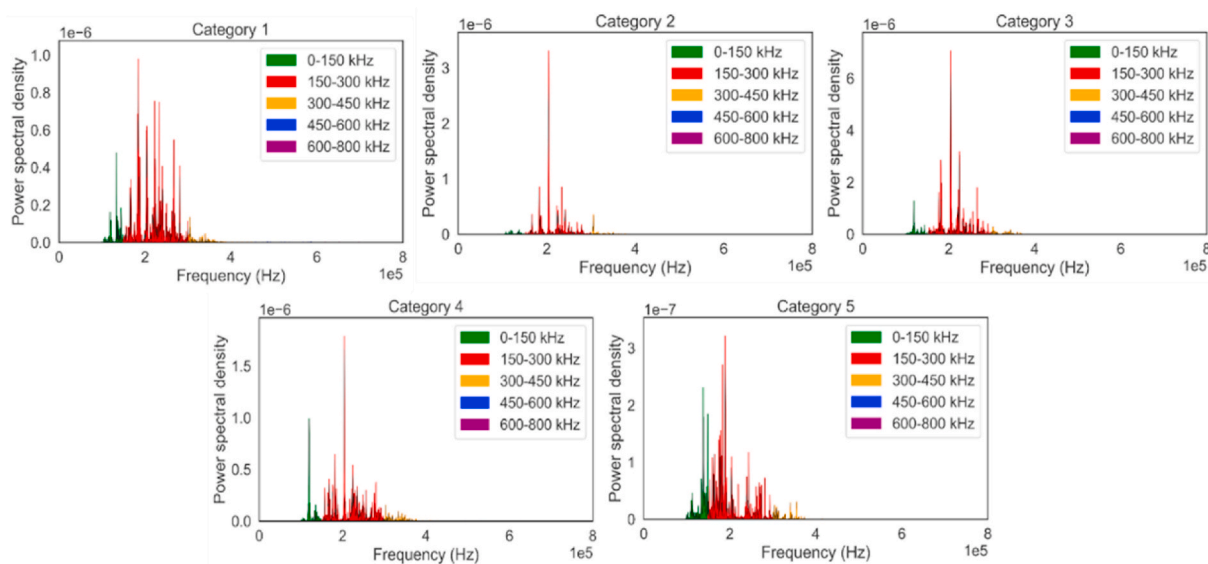 Category 1
1e−6
Power spectral density
1.0
0.8
0.6
0.4
0.2
0.0
0-150 kHz
150-300 kHz
300-450 kHz
450-600 kHz
600-800 kHz
0 2 4 6 8
Frequency (Hz)
1e5
Category 2
1e−6
Power spectral density
3
2
1
0
0-150 kHz
150-300 kHz
300-450 kHz
450-600 kHz
600-800 kHz
0 2 4 6 8
Frequency (Hz)
1e5
Category 3
1e−6
Power spectral density
6
4
2
0
0-150 kHz
150-300 kHz
300-450 kHz
450-600 kHz
600-800 kHz
0 2 4 6 8
Frequency (Hz)
1e5
Category 4
1e−6
Power spectral density
1.5
1.0
0.5
0.0
0-150 kHz
150-300 kHz
300-450 kHz
450-600 kHz
600-800 kHz
0 2 4 6 8
Frequency (Hz)
1e5
Category 5
1e−7
Power spectral density
3
2
1
0
0-150 kHz
150-300 kHz
300-450 kHz
450-600 kHz
600-800 kHz
0 2 4 6 8
Frequency (Hz)
1e5